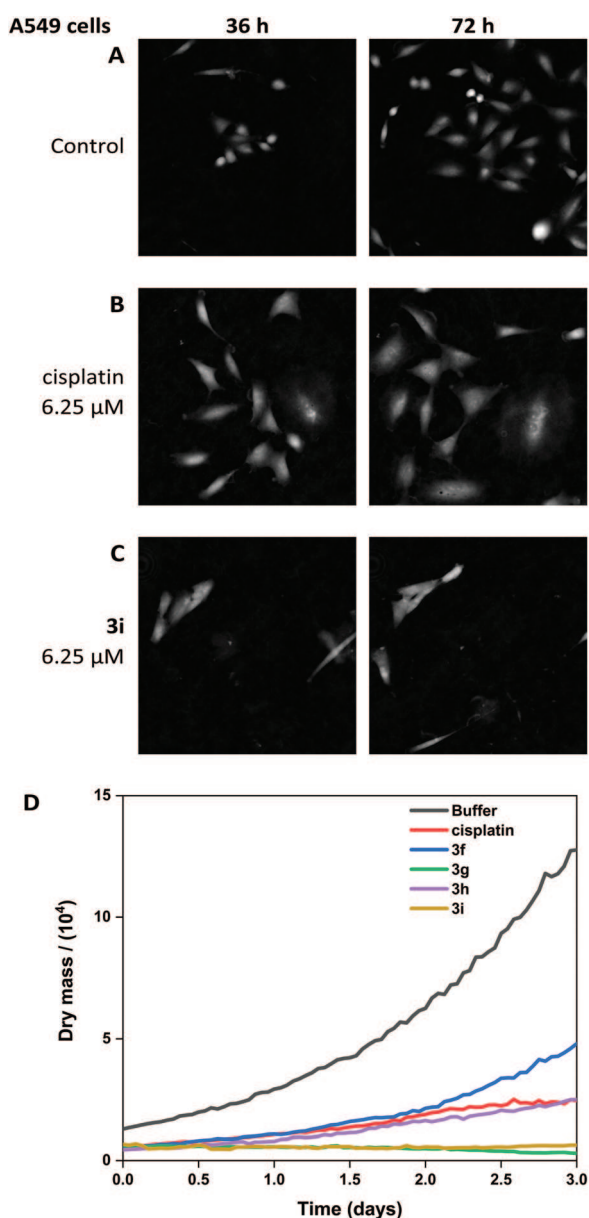 A549 cells 36 h 72 h
A
Control
B
cisplatin
6.25 μM
C
3i
6.25 μM
D
15
10
5
0
Dry mass / (10⁴)
Buffer
cisplatin
3f
3g
3h
3i
0.0 0.5 1.0 1.5 2.0 2.5 3.0
Time (days)